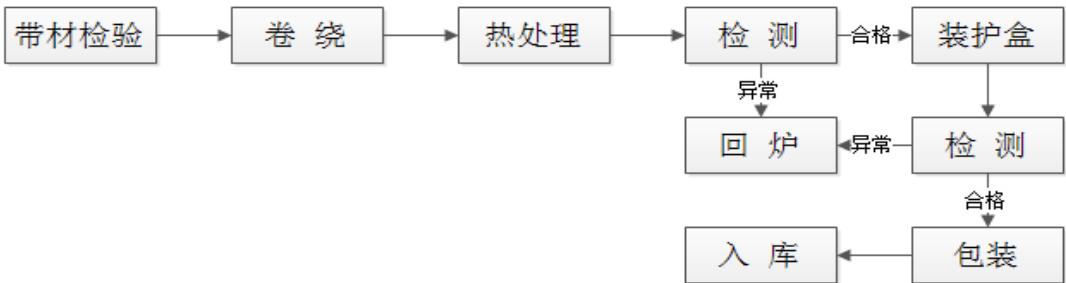 带材检验
卷 绕
热处理
检 测
合格
装护盒
异常
回 炉
异常
检 测
合格
入 库
包装